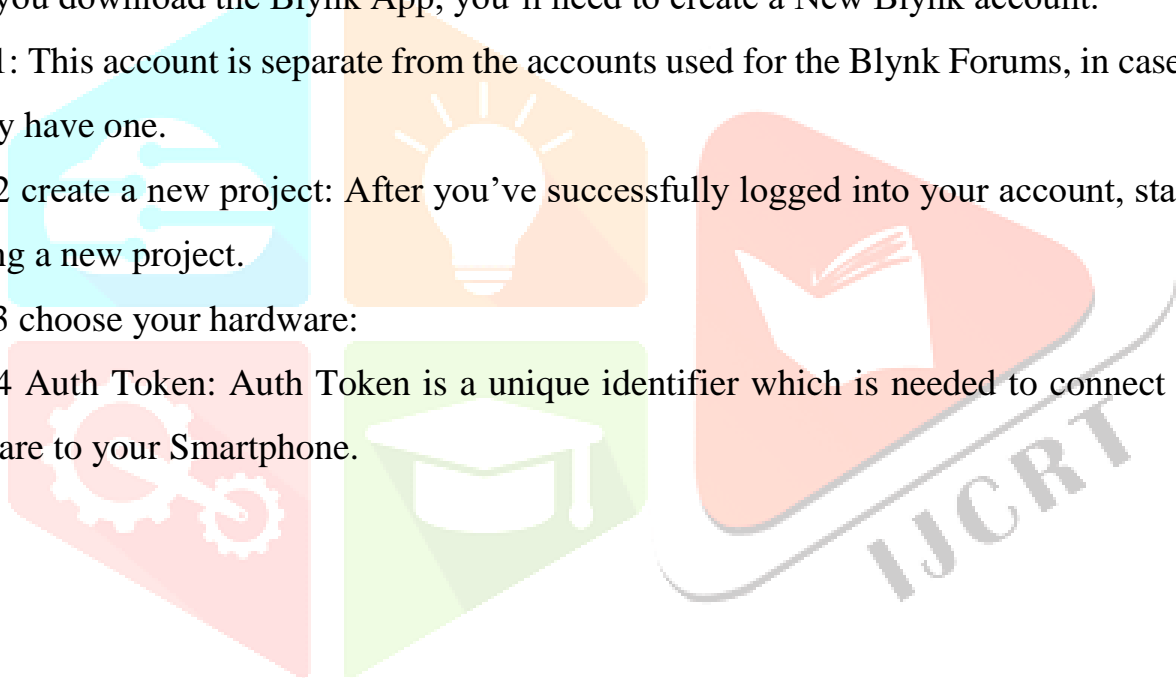 you download the Blynk App, you'll need to create a New Blynk account.
1: This account is separate from the accounts used for the Blynk Forums, in case
y have one.
2 create a new project: After you've successfully logged into your account, sta
ng a new project.
3 choose your hardware:
4 Auth Token: Auth Token is a unique identifier which is needed to connect
are to your Smartphone.
IJCRT